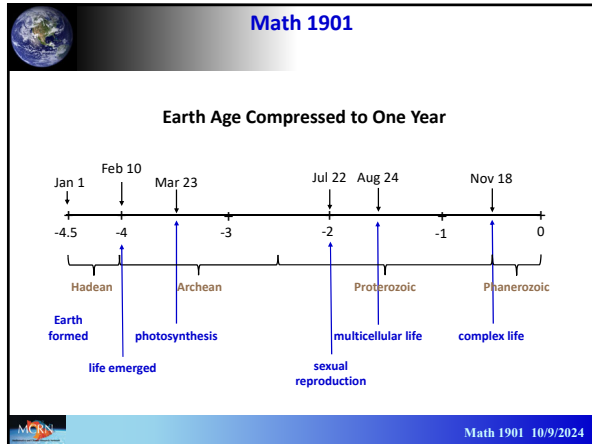 Math 1901
Earth Age Compressed to One Year
Jan 1
Feb 10
Mar 23
Jul 22
Aug 24
Nov 18
-4.5
-4
-3
-2
-1
0
Hadean
Archean
Proterozoic
Phanerozoic
Earth
formed
life emerged
photosynthesis
sexual
reproduction
multicellular life
complex life
MCRN
Math 1901 10/9/2024